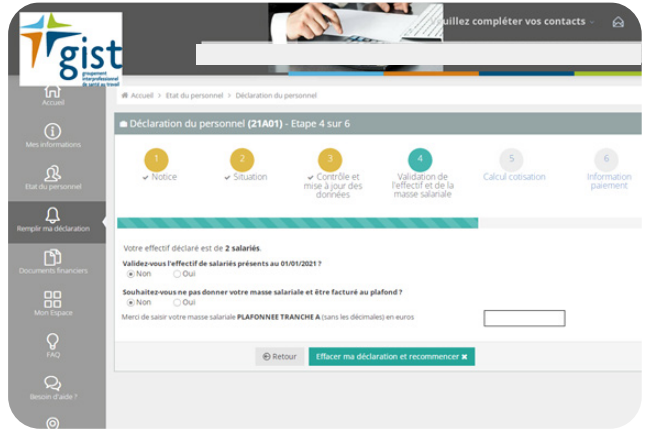 uillez compléter vos contacts
gist
groupement
interprofessionnel
de santé au travail
Accueil
Mes informations
Etat du personnel
Remplir ma déclaration
Documents financiers
Mon Espace
FAQ
Besoin d'aide ?
Accueil > Etat du personnel > Déclaration du personnel
Déclaration du personnel (21A01) - Etape 4 sur 6
1
Notice
2
Situation
3
Contrôle et
mise à jour des
données
4
Validation de
l'effectif et de la
masse salariale
5
Calcul cotisation
6
Information
paiement
Votre effectif déclaré est de 2 salariés.
Validez-vous l'effectif de salariés présents au 01/01/2021 ?
Non Oui
Souhaitez-vous ne pas donner votre masse salariale et être facturé au plafond ?
Non Oui
Merci de saisir votre masse salariale PLAFONNEE TRANCHE A (sans les décimales) en euros
Retour
Effacer ma déclaration et recommencer